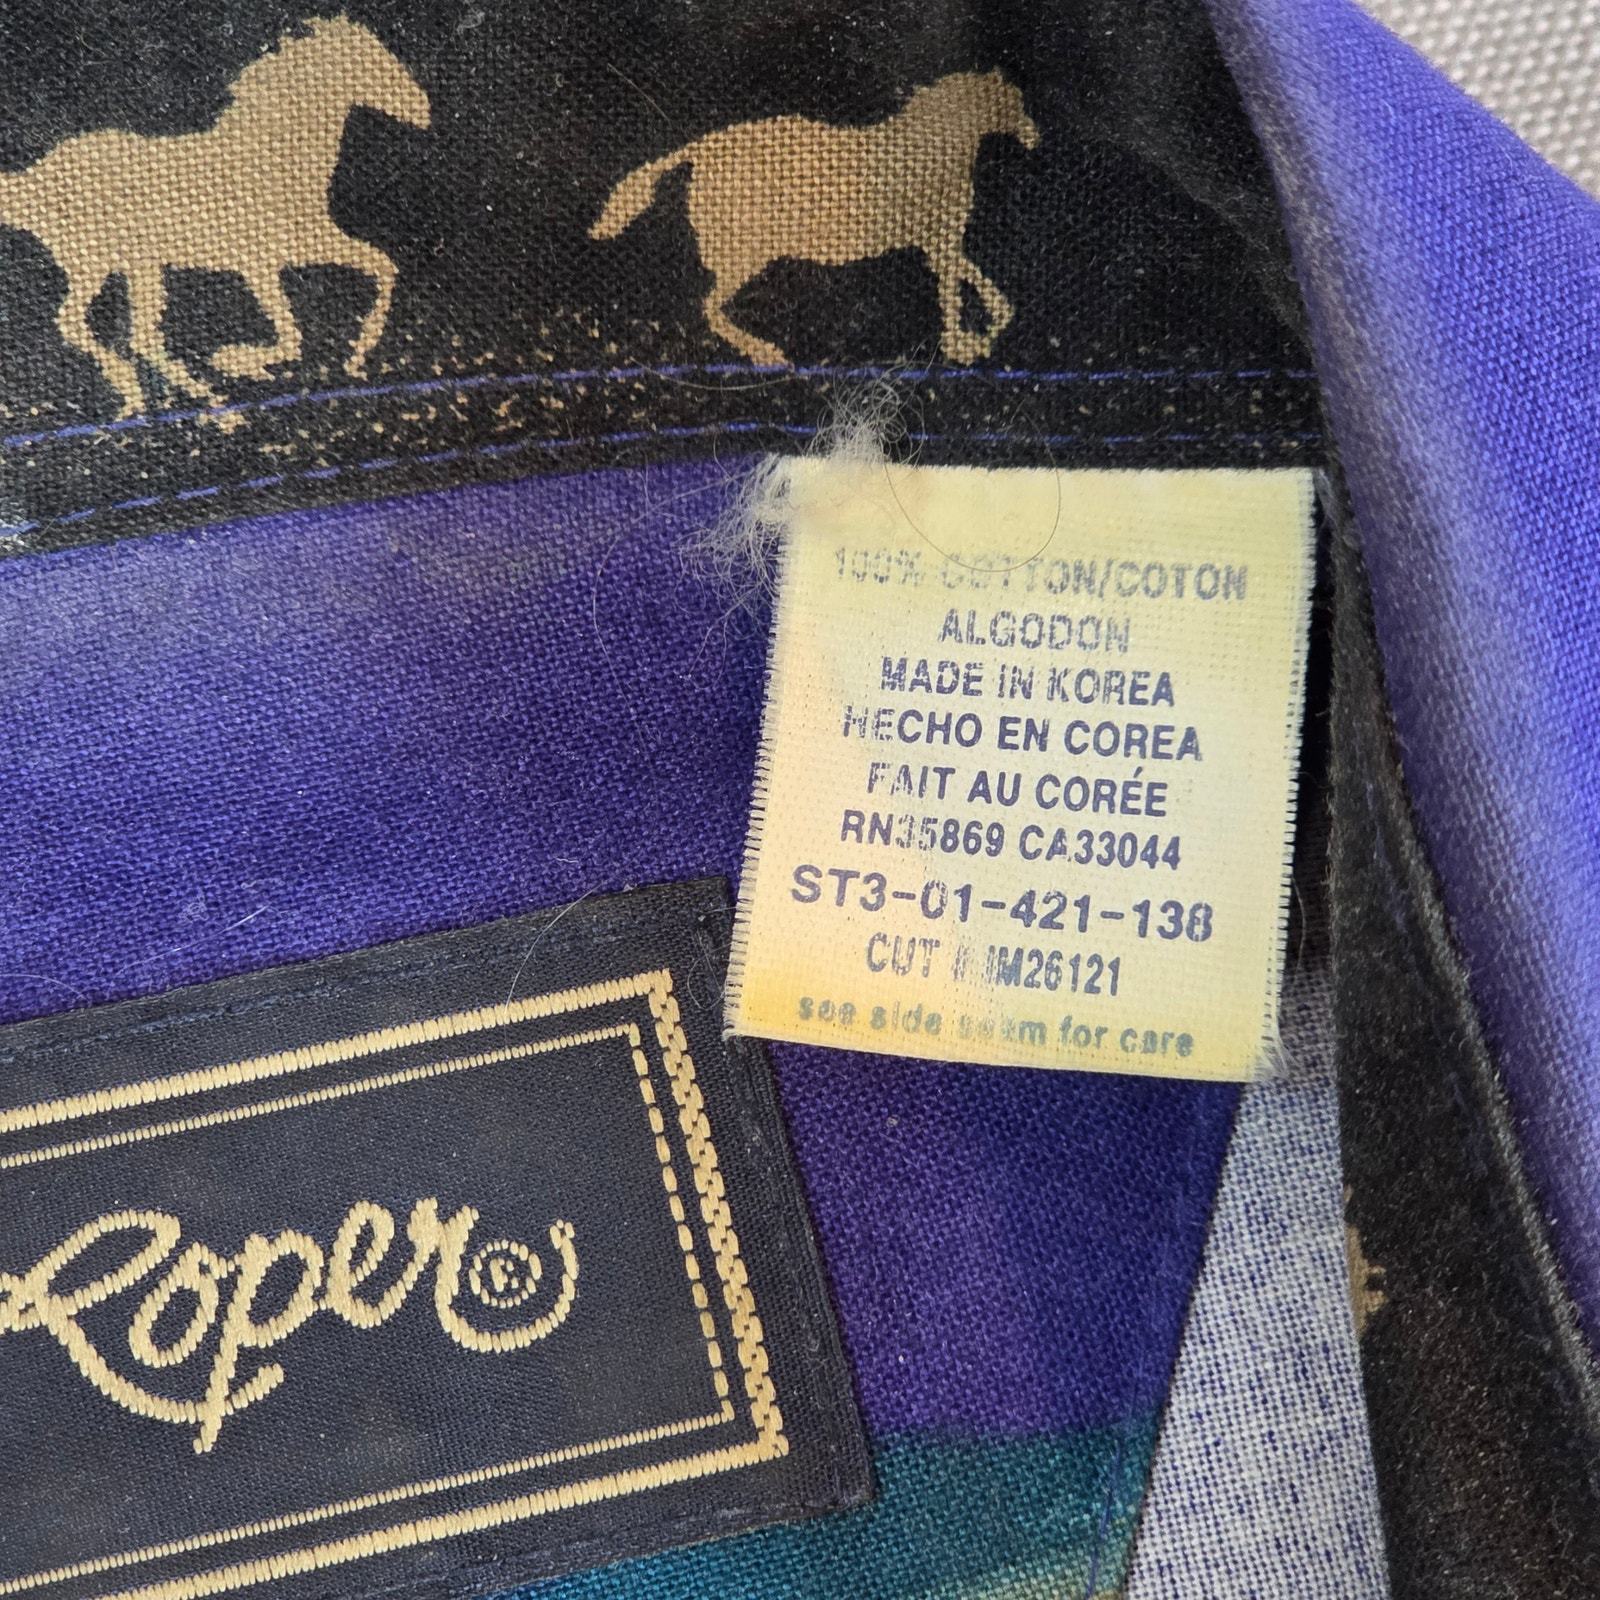 100% COTTON/COTON
ALGODON
MADE IN KOREA
HECHO EN COREA
FAIT AU CORÉE
RN35869 CA33044
ST3-01-421-138
CUT # JM26121
see side seam for care
Roper®